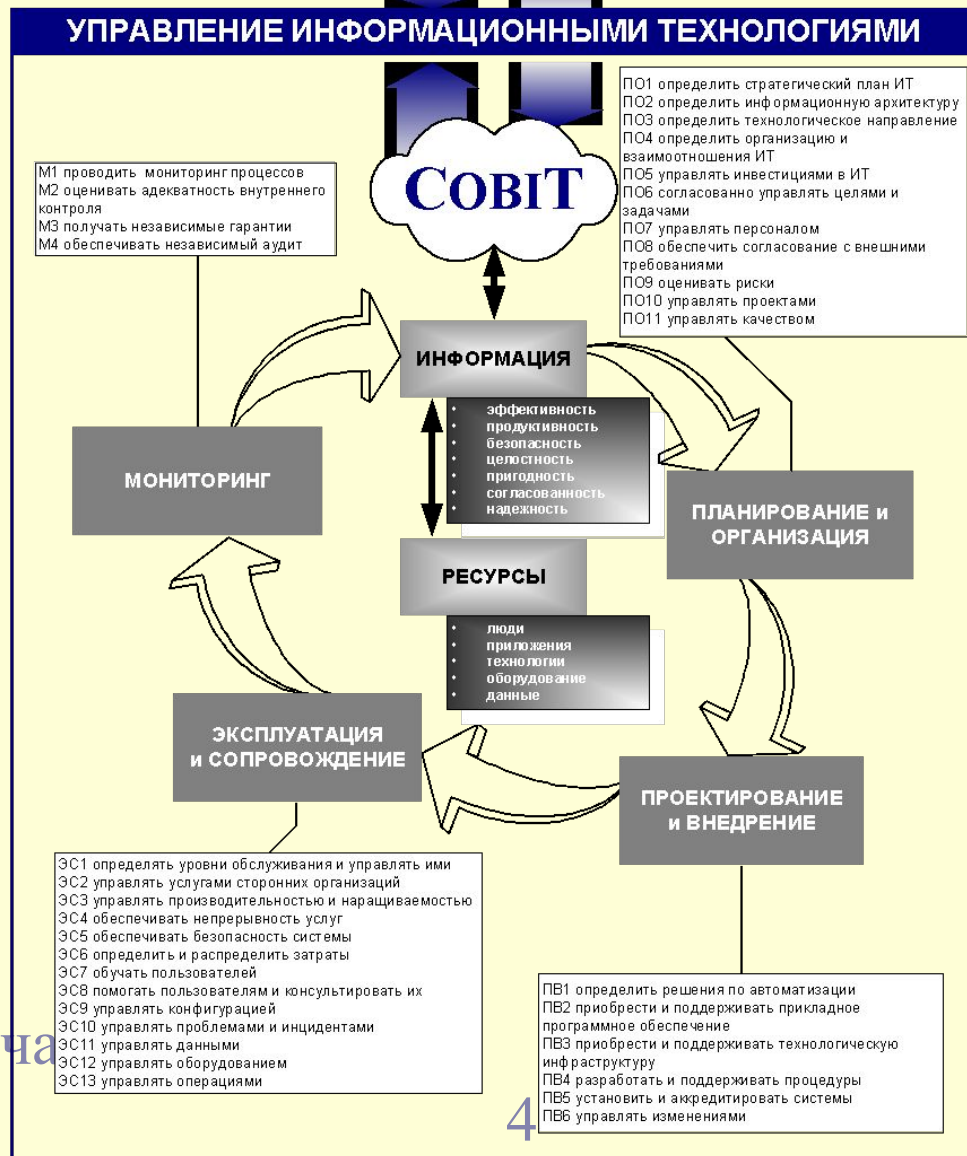 УПРАВЛЕНИЕ ИНФОРМАЦИОННЫМИ ТЕХНОЛОГИЯМИ
COBIT
М1 проводить мониторинг процессов
М2 оценивать адекватность внутреннего
контроля
М3 получать независимые гарантии
М4 обеспечивать независимый аудит
ПО1 определить стратегический план ИТ
ПО2 определить информационную архитектуру
ПО3 определить технологическое направление
ПО4 определить организацию и
взаимоотношения ИТ
ПО5 управлять инвестициями в ИТ
ПО6 согласованно управлять целями и
задачами
ПО7 управлять персоналом
ПО8 обеспечить согласование с внешними
требованиями
ПО9 оценивать риски
ПО10 управлять проектами
ПО11 управлять качеством
ИНФОРМАЦИЯ
• эффективность
• продуктивность
• безопасность
• целостность
• пригодность
• согласованность
• надежность
МОНИТОРИНГ
ПЛАНИРОВАНИЕ и
ОРГАНИЗАЦИЯ
РЕСУРСЫ
• люди
• приложения
• технологии
• оборудование
• данные
ЭКСПЛУАТАЦИЯ
и СОПРОВОЖДЕНИЕ
ПРОЕКТИРОВАНИЕ
и ВНЕДРЕНИЕ
ЭС1 определять уровни обслуживания и управлять ими
ЭС2 управлять услугами сторонних организаций
ЭС3 управлять производительностью и наращиваемостью
ЭС4 обеспечивать непрерывность услуг
ЭС5 обеспечивать безопасность системы
ЭС6 определить и распределить затраты
ЭС7 обучать пользователей
ЭС8 помогать пользователям и консультировать их
ЭС9 управлять конфигурацией
ЭС10 управлять проблемами и инцидентами
ЭС11 управлять данными
ЭС12 управлять оборудованием
ЭС13 управлять операциями
ПВ1 определить решения по автоматизации
ПВ2 приобрести и поддерживать прикладное
программное обеспечение
ПВ3 приобрести и поддерживать технологическую
инфраструктуру
ПВ4 разработать и поддерживать процедуры
ПВ5 установить и аккредитовать системы
ПВ6 управлять изменениями
ча
4